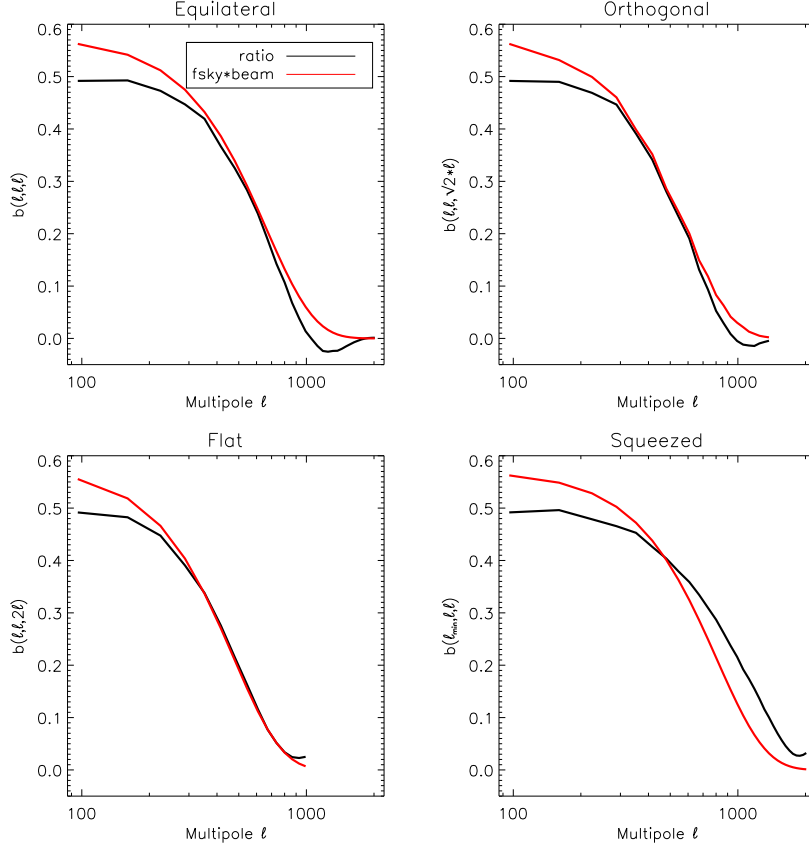 Equilateral
Orthogonal
ratio
fsky*beam
0.6
0.5
0.4
0.3
0.2
0.1
0.0
b(ℓ,ℓ,ℓ)
100
1000
Multipole ℓ
0.6
0.5
0.4
0.3
0.2
0.1
0.0
b(ℓ,ℓ,√2*ℓ)
100
1000
Multipole ℓ
Flat
Squeezed
0.6
0.5
0.4
0.3
0.2
0.1
0.0
b(ℓ,ℓ,2ℓ)
100
1000
Multipole ℓ
0.6
0.5
0.4
0.3
0.2
0.1
0.0
b(ℓmin,ℓ,ℓ)
100
1000
Multipole ℓ